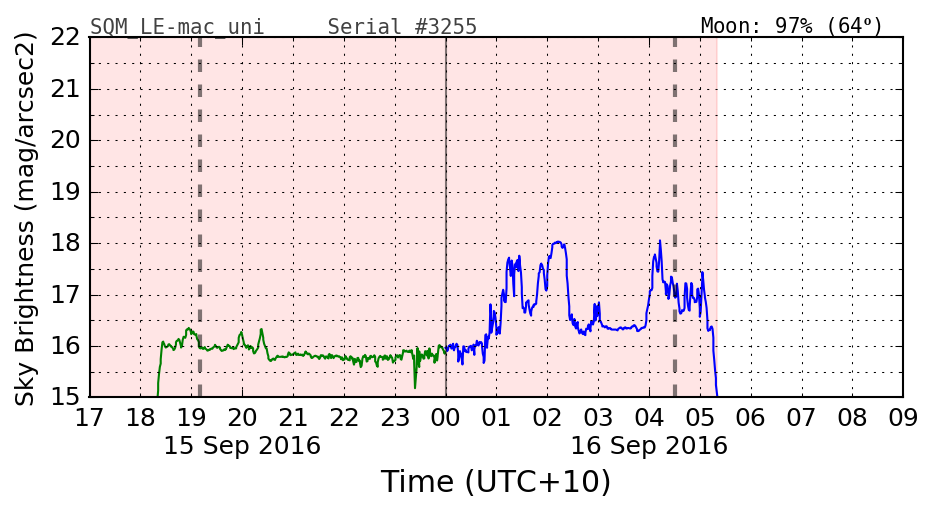 SQM_LE-mac_uni Serial #3255 Moon: 97% (64°)
Sky Brightness (mag/arcsec2)
22
21
20
19
18
17
16
15
17 18 19 20 21 22 23 00 01 02 03 04 05 06 07 08 09
15 Sep 2016 16 Sep 2016
Time (UTC+10)